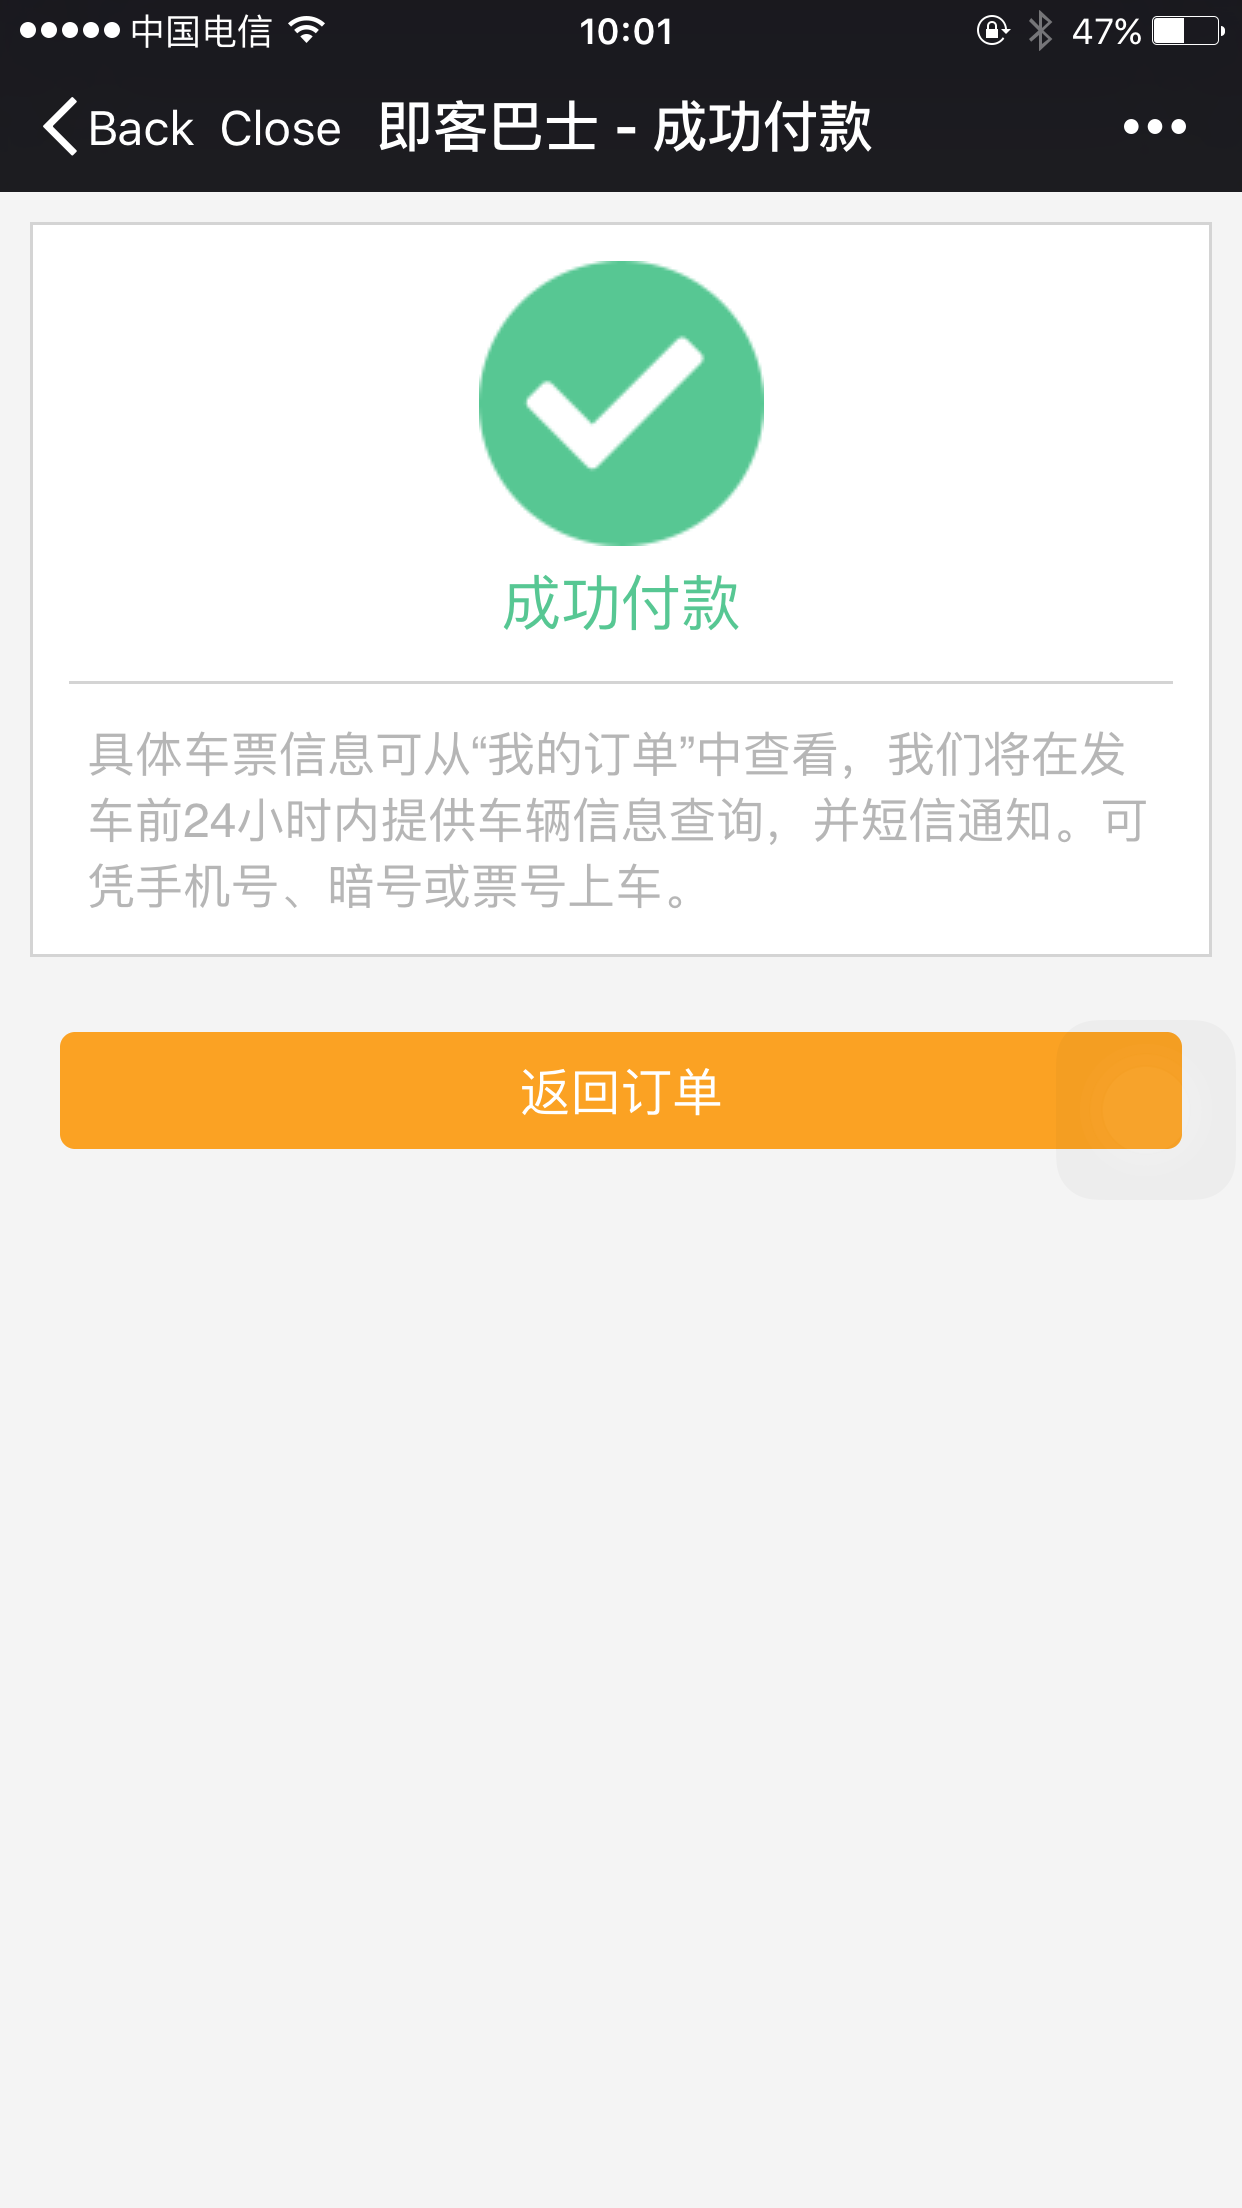 中国电信 10:01 47%
Back Close 即客巴士 - 成功付款
成功付款
具体车票信息可从“我的订单”中查看，我们将在发
车前24小时内提供车辆信息查询，并短信通知。可
凭手机号、暗号或票号上车。
返回订单